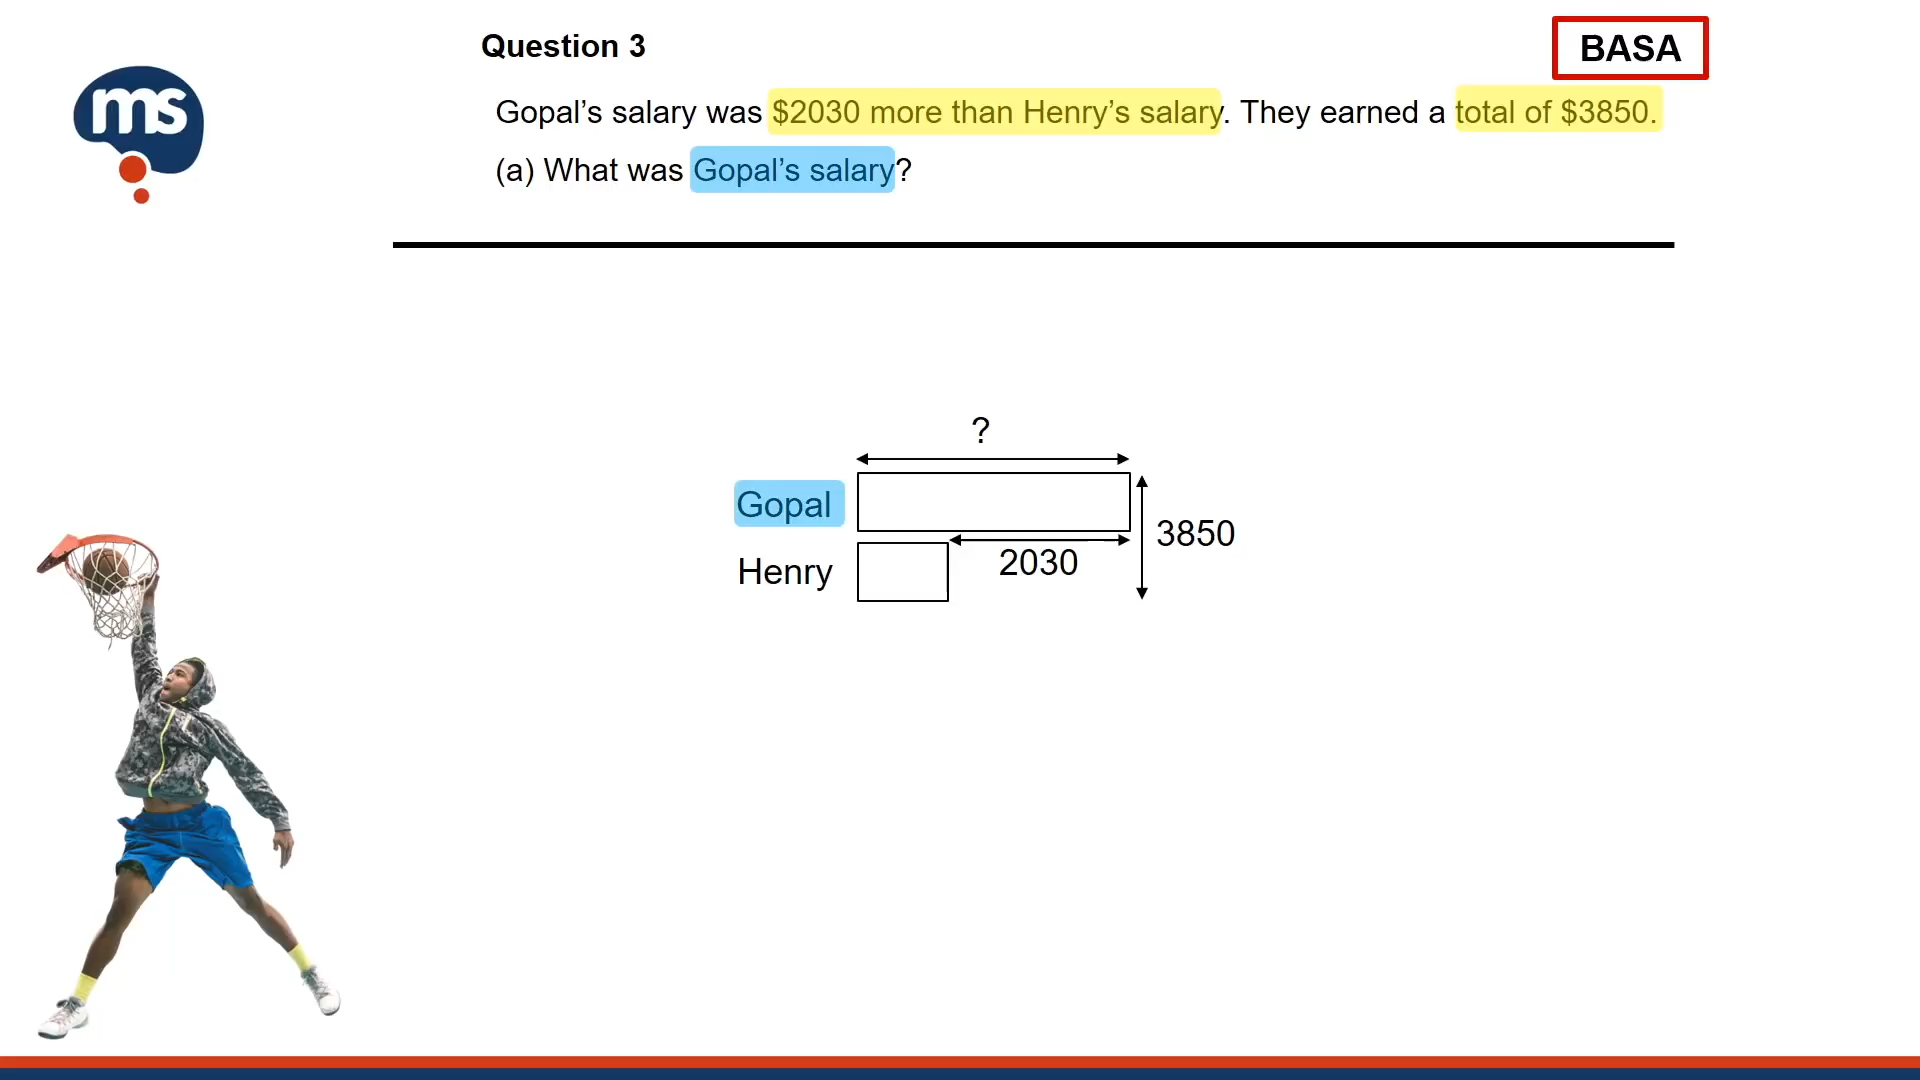 ms
Question 3
BASA
Gopal’s salary was $2030 more than Henry’s salary. They earned a total of $3850.
(a) What was Gopal’s salary?
?
Gopal
3850
2030
Henry